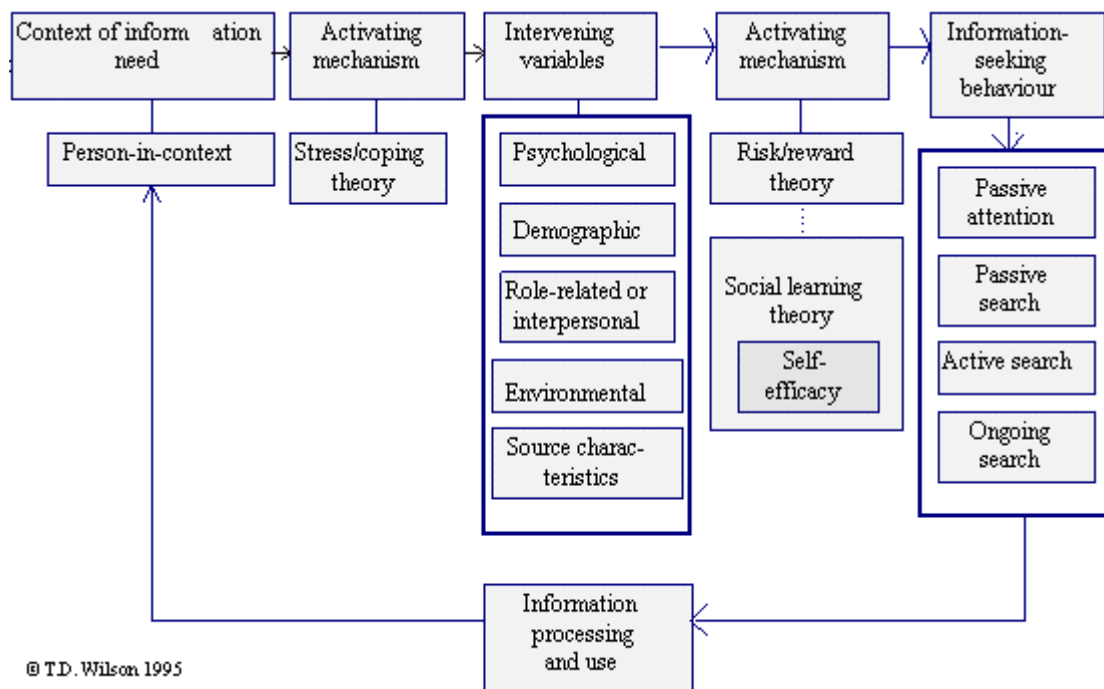 Context of inform ation
need
Activating
mechanism
Intervening
variables
Activating
mechanism
Information-
seeking
behaviour
Person-in-context
Stress/coping
theory
Psychological
Demographic
Role-related or
interpersonal
Environmental
Source charac-
teristics
Risk/reward
theory
Social learning
theory
Self-
efficacy
Passive
attention
Passive
search
Active search
Ongoing
search
Information
processing
and use
© T.D. Wilson 1995